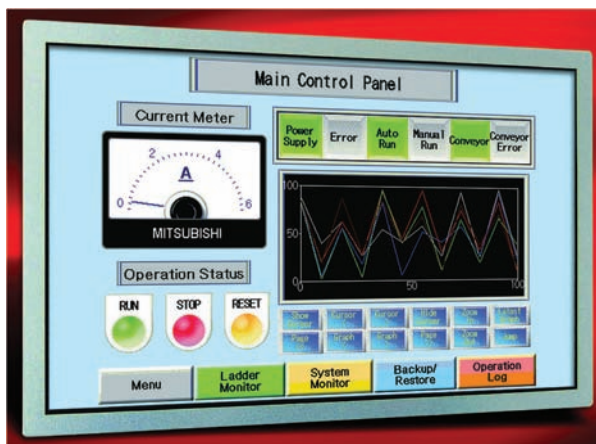 Main Control Panel
Current Meter
2 4
A
0 6
MITSUBISHI
Power Supply
Error
Auto Run
Manual Run
Conveyor
Conveyor Error
100
50
0 50 100
Operation Status
RUN STOP RESET
Menu
Ladder Monitor
System Monitor
Backup/ Restore
Operation Log